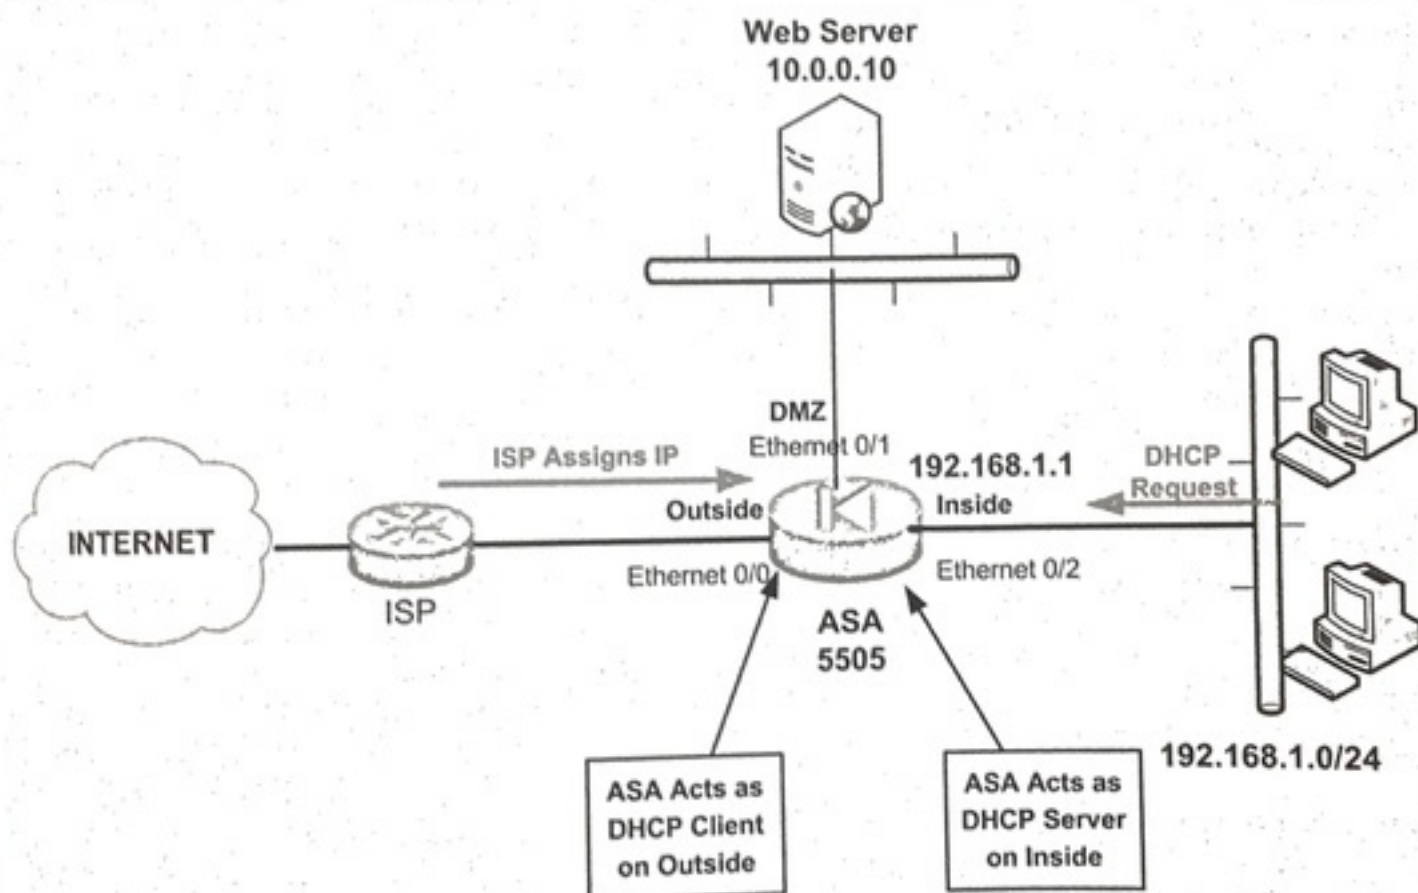 Web Server
10.0.0.10
DMZ
Ethernet 0/1
ISP Assigns IP
192.168.1.1
DHCP
Request
Outside
Inside
INTERNET
Ethernet 0/0
Ethernet 0/2
ISP
ASA
5505
192.168.1.0/24
ASA Acts as
DHCP Client
on Outside
ASA Acts as
DHCP Server
on Inside